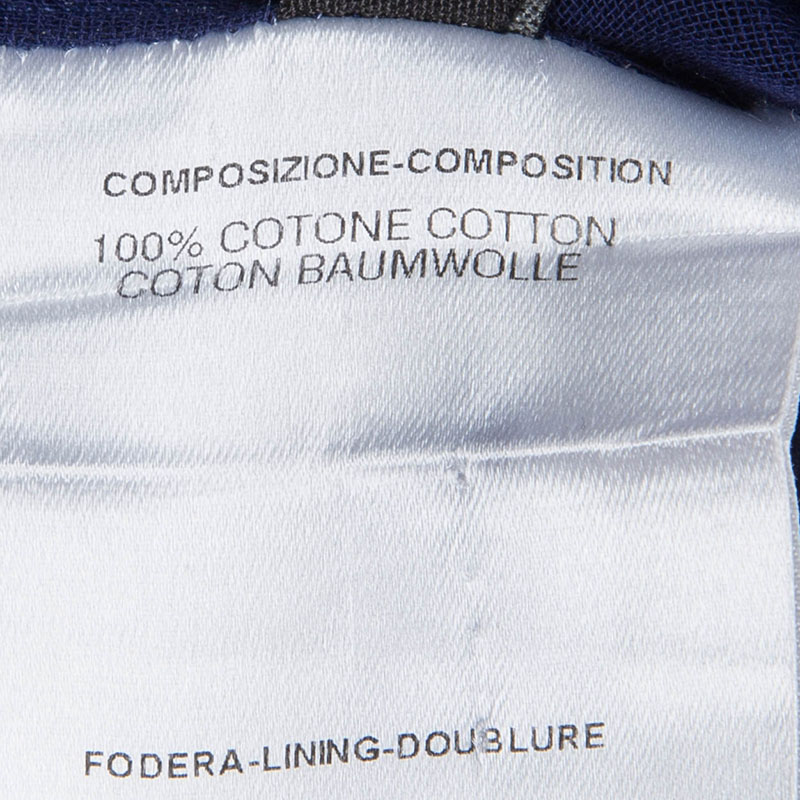 COMPOSIZIONE-COMPOSITION
100% COTONE COTTON
COTON BAUMWOLLE
FODERA-LINING-DOUBLURE